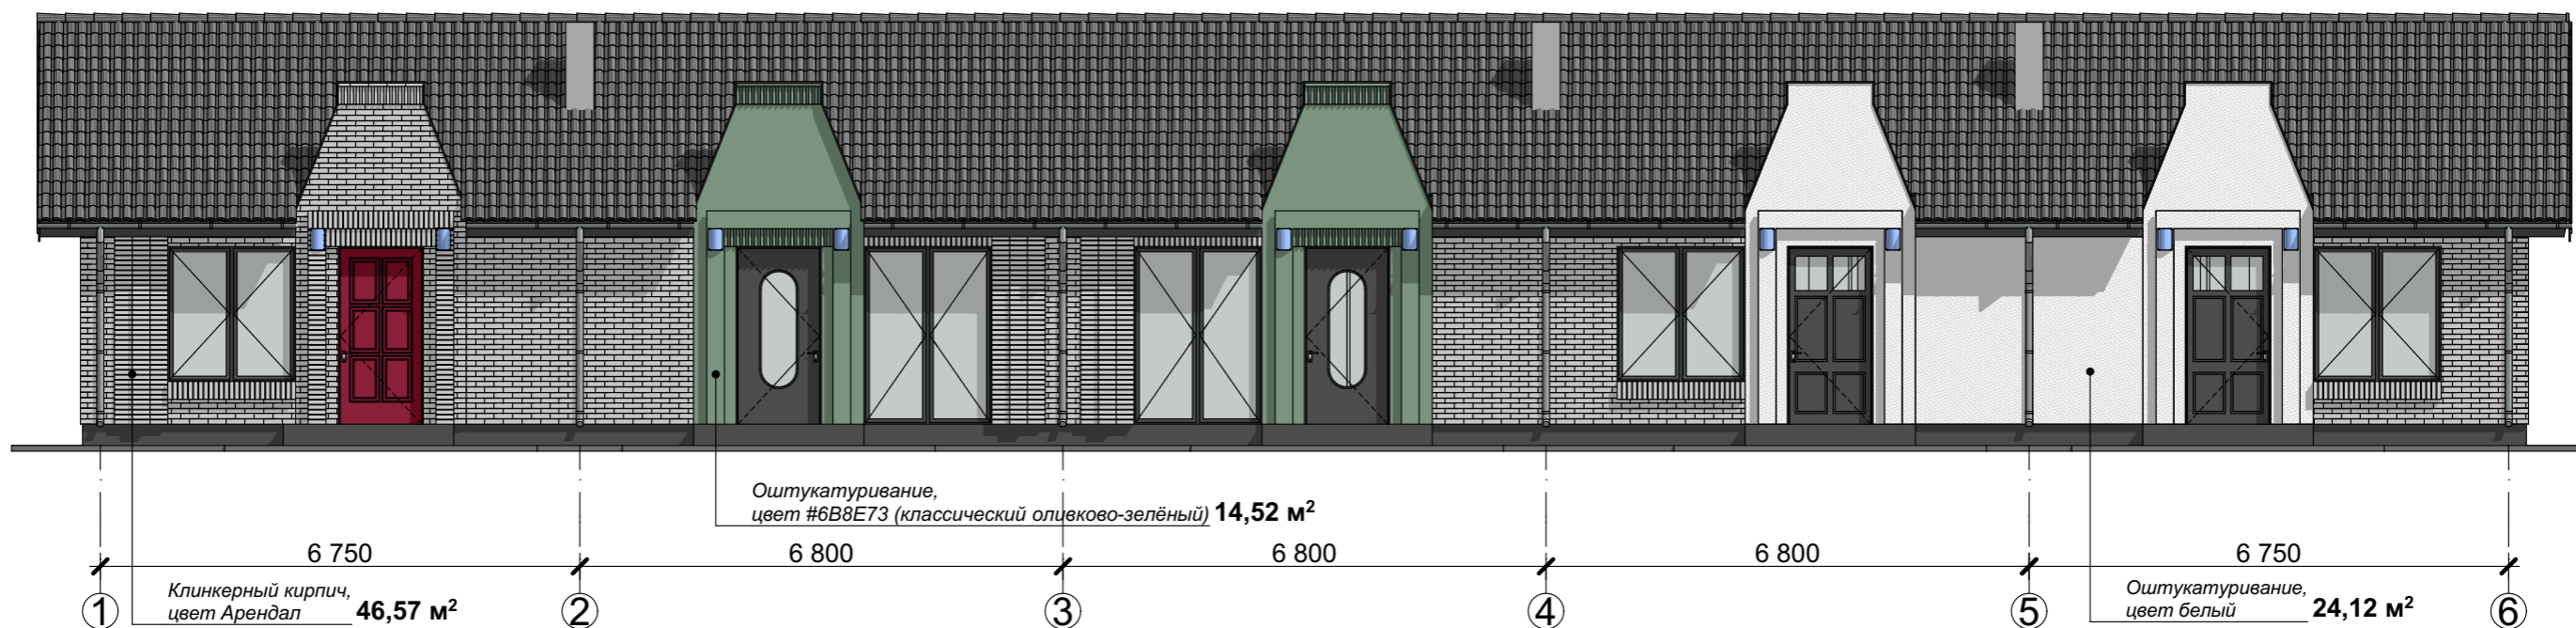 Оштукатуривание,
цвет #6B8E73 (классический оливково-зелёный) 14,52 м²
6 750
6 800
6 800
6 800
6 750
Клинкерный кирпич,
цвет Арендал 46,57 м²
Оштукатуривание,
цвет белый 24,12 м²
1
2
3
4
5
6